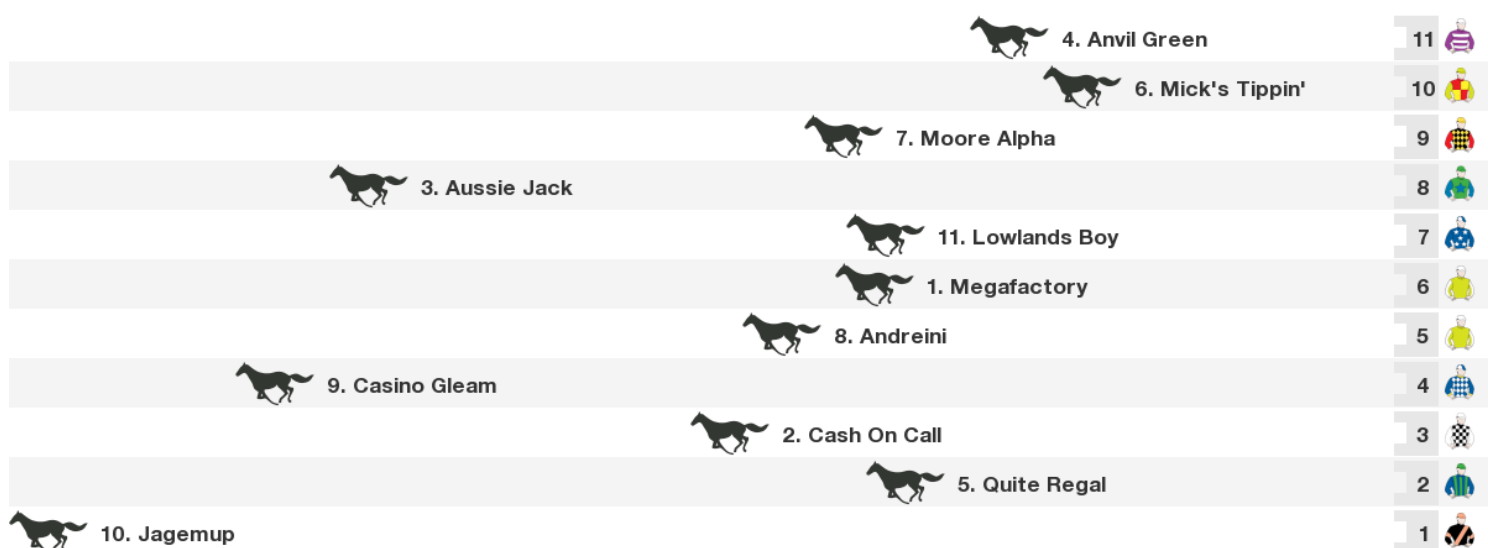 4. Anvil Green 11
6. Mick's Tippin' 10
7. Moore Alpha 9
3. Aussie Jack 8
11. Lowlands Boy 7
1. Megafactory 6
8. Andreini 5
9. Casino Gleam 4
2. Cash On Call 3
5. Quite Regal 2
10. Jagemup 1